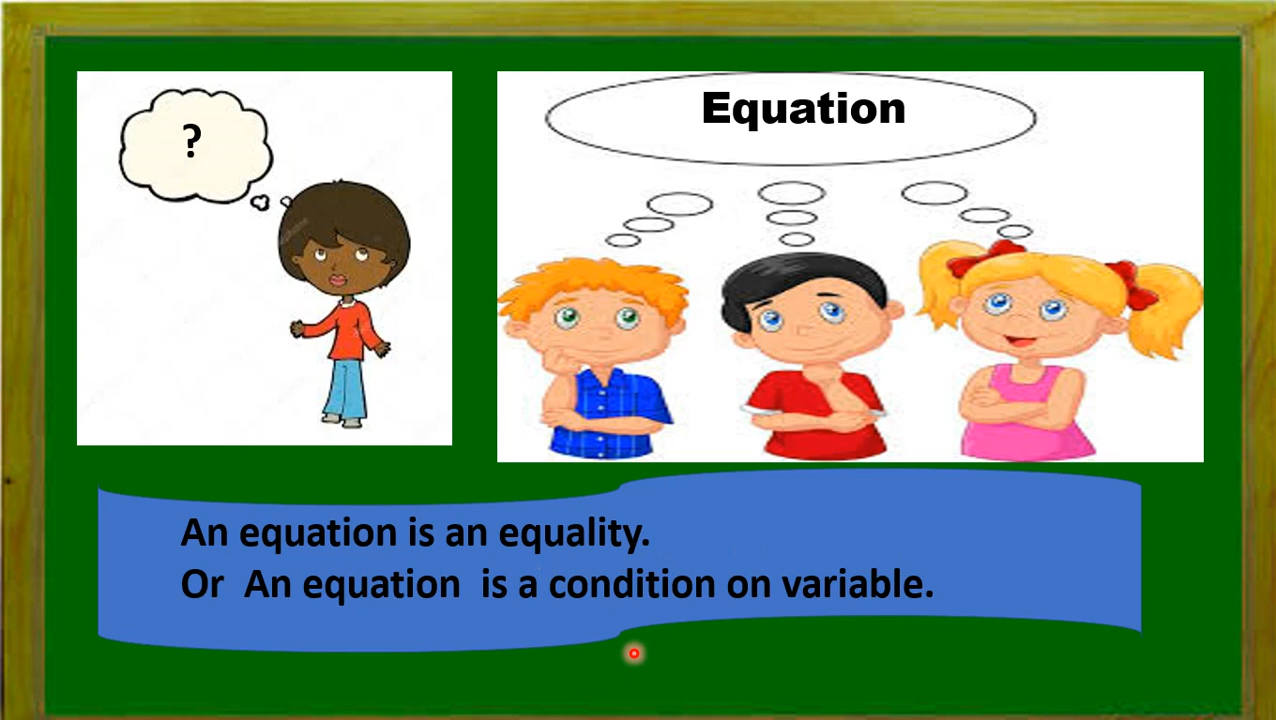 ?
Equation
An equation is an equality.
Or An equation is a condition on variable.